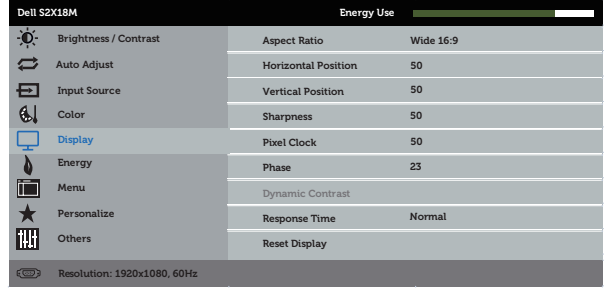 Dell S2X18M Energy Use
Brightness / Contrast
Auto Adjust
Input Source
Color
Display
Energy
Menu
Personalize
Others
Aspect Ratio Wide 16:9
Horizontal Position 50
Vertical Position 50
Sharpness 50
Pixel Clock 50
Phase 23
Dynamic Contrast
Response Time Normal
Reset Display
Resolution: 1920x1080, 60Hz